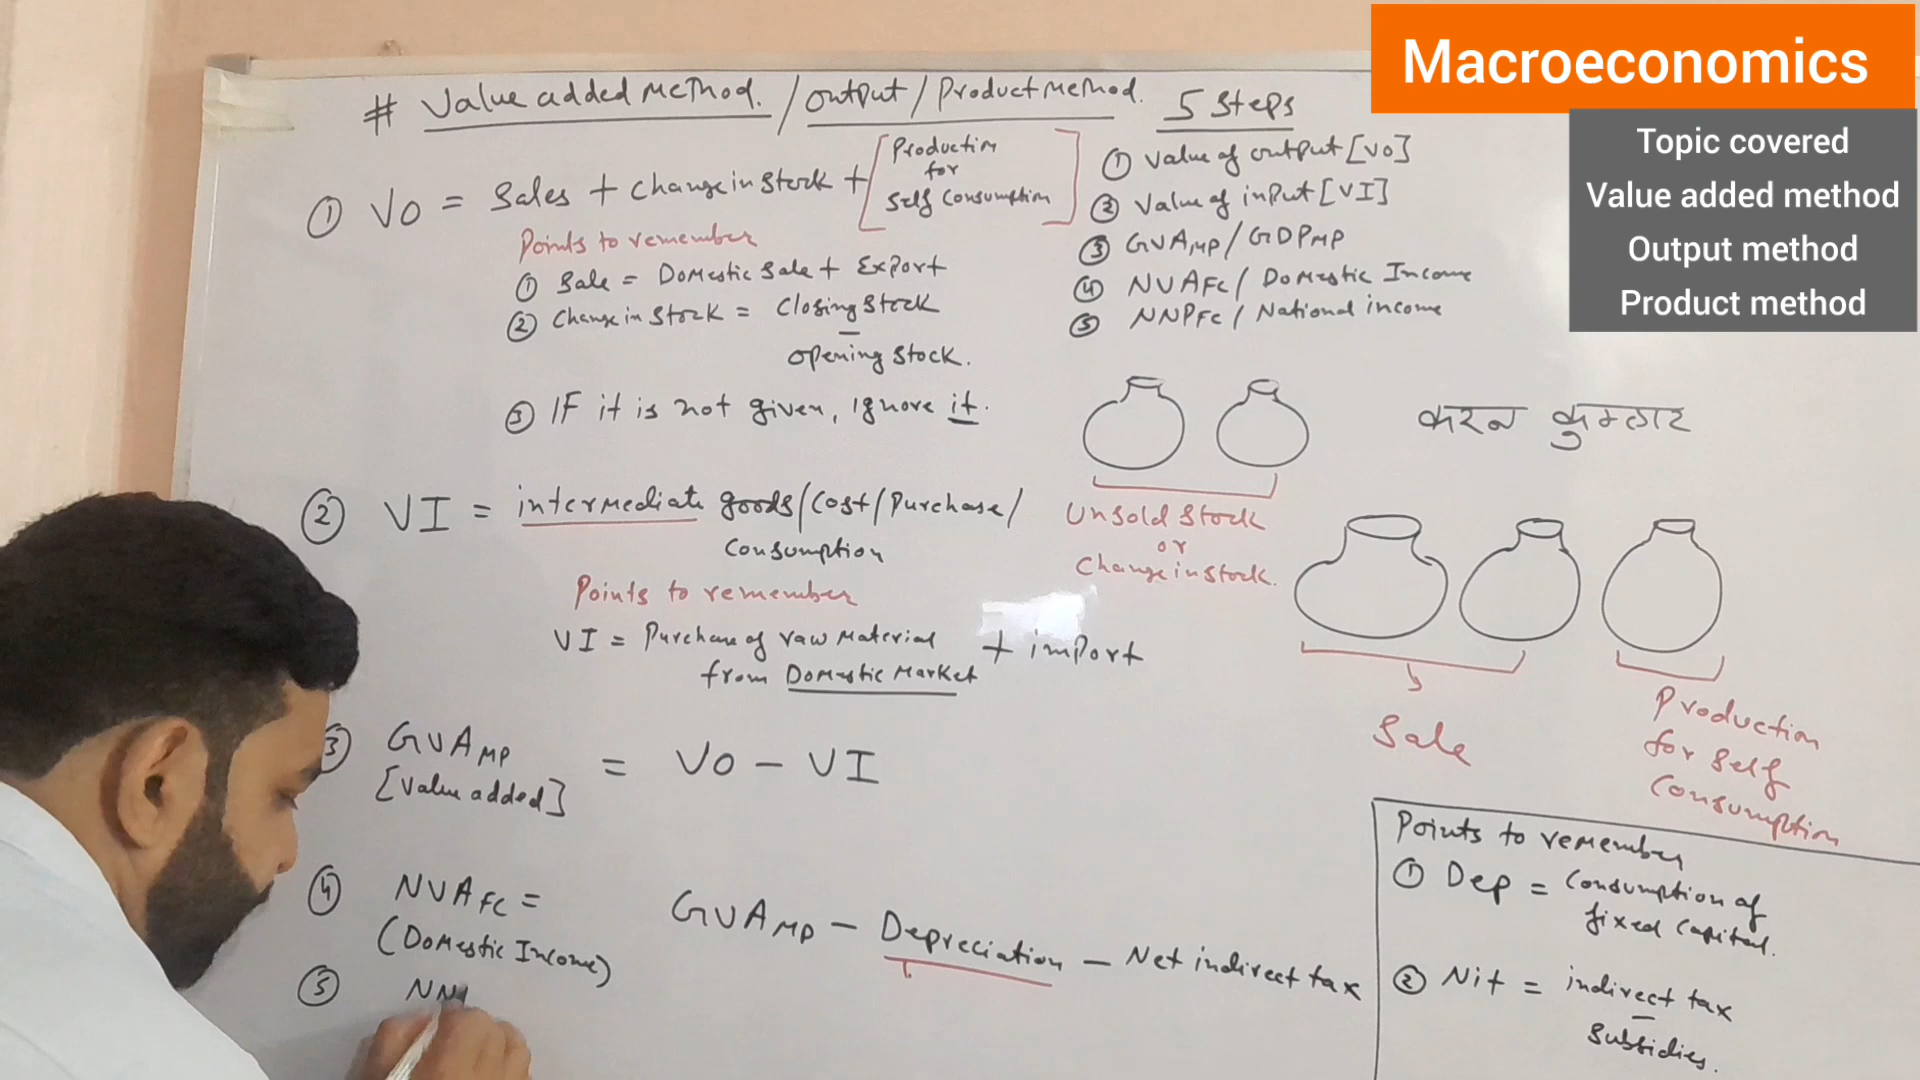 Macroeconomics
Topic covered
Value added method
Output method
Product method
# Value added Method. / output / Product Method.
5 Steps
① Value of output [VO]
② Value of input [VI]
③ GVAMP / GDPMP
④ NVAFC / Domestic Income
⑤ NNPFC / National income
① VO = Sales + Change in Stock + [Production for Self Consumption]
Points to remember
① Sale = Domestic Sale + Export
② Change in Stock = Closing Stock
−
opening Stock.
③ IF it is not given, ignore it.
करन कुम्हार
Unsold Stock
or
Change in Stock.
Sale
Production
for Self
Consumption
② VI = intermediate goods / Cost / Purchase /
Consumption
Points to remember
VI = Purchase of raw Material + import
from Domestic Market
③ GVAMP = VO − VI
[Value added]
④ NVAFC = GVAMP − Depreciation − Net indirect tax
(Domestic Income)
⑤ NN
Points to remember
① Dep = Consumption of
fixed Capital.
② Nit = indirect tax
−
Subsidies.